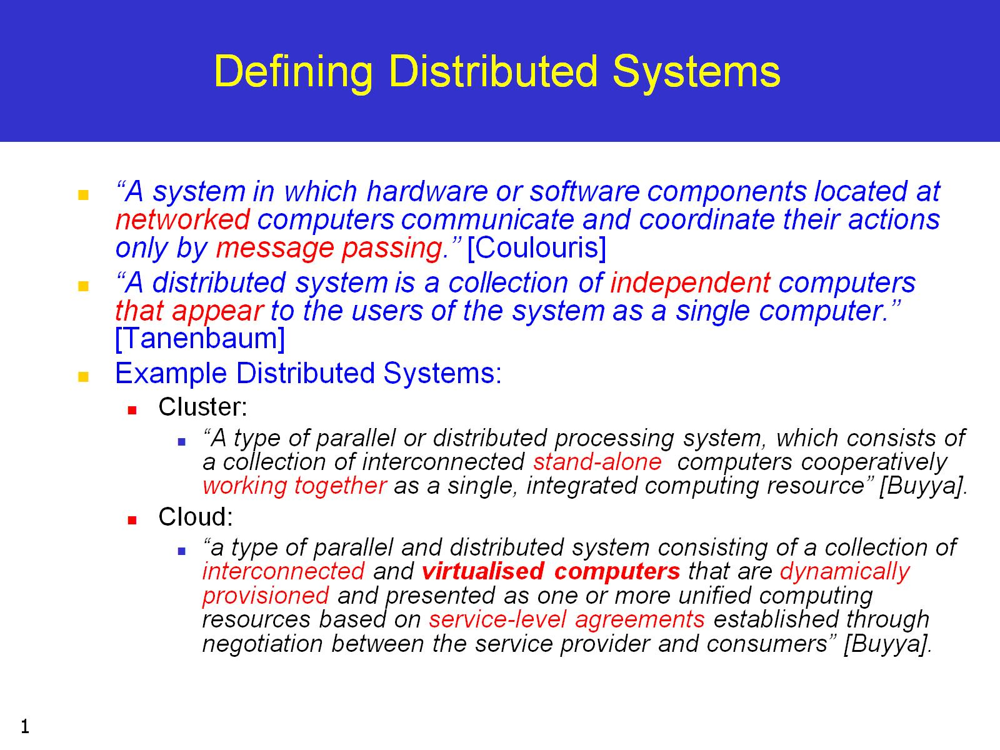 Defining Distributed Systems
“A system in which hardware or software components located at
networked computers communicate and coordinate their actions
only by message passing.” [Coulouris]
“A distributed system is a collection of independent computers
that appear to the users of the system as a single computer.”
[Tanenbaum]
Example Distributed Systems:
Cluster:
“A type of parallel or distributed processing system, which consists of
a collection of interconnected stand-alone  computers cooperatively
working together as a single, integrated computing resource” [Buyya].
Cloud:
“a type of parallel and distributed system consisting of a collection of
interconnected and virtualised computers that are dynamically
provisioned and presented as one or more unified computing
resources based on service-level agreements established through
negotiation between the service provider and consumers” [Buyya].
1